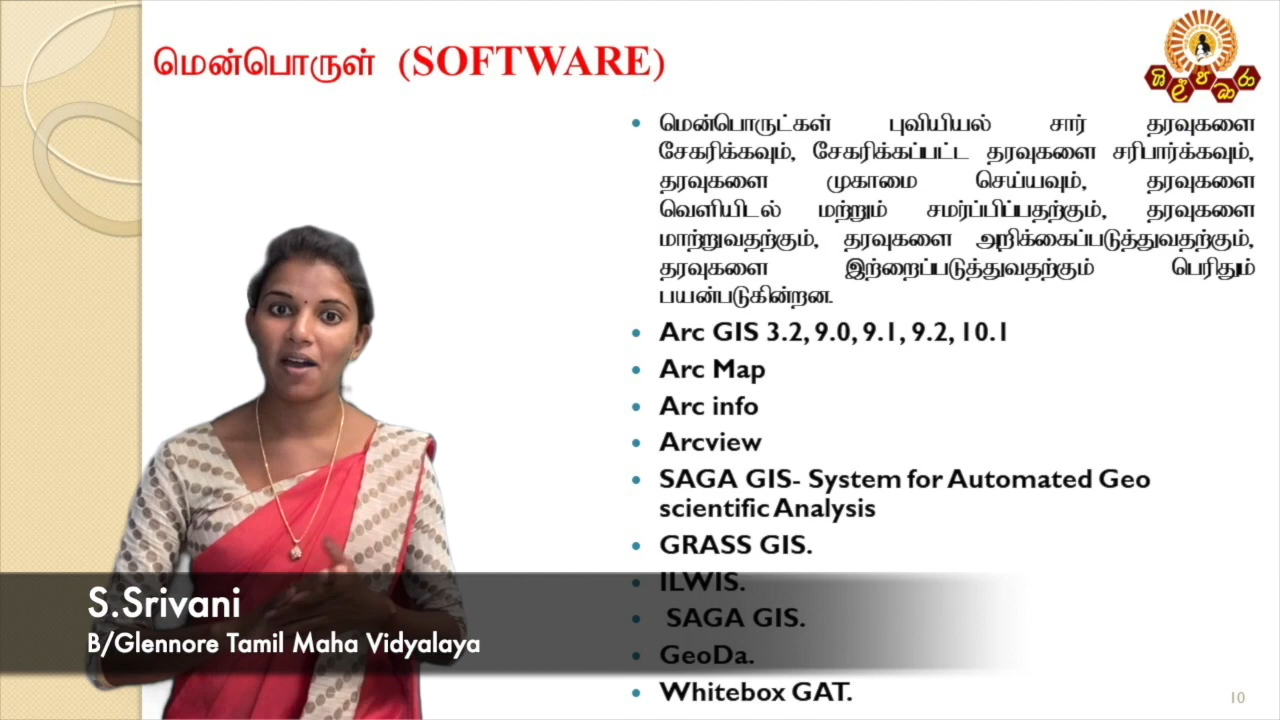 மென்பொருள் (SOFTWARE)
ශිල්ප ධාරා
• மென்பொருட்கள் புவியியல் சார் தரவுகளை
சேகரிக்கவும், சேகரிக்கப்பட்ட தரவுகளை சரிபார்க்கவும்,
தரவுகளை முகாமை செய்யவும், தரவுகளை
வெளியிடல் மற்றும் சமர்ப்பிப்பதற்கும், தரவுகளை
மாற்றுவதற்கும், தரவுகளை அறிக்கைப்படுத்துவதற்கும்,
தரவுகளை இற்றைப்படுத்துவதற்கும் பெரிதும்
பயன்படுகின்றன.
• Arc GIS 3.2, 9.0, 9.1, 9.2, 10.1
• Arc Map
• Arc info
• Arcview
• SAGA GIS- System for Automated Geo
scientific Analysis
• GRASS GIS.
• ILWIS.
• SAGA GIS.
• GeoDa.
• Whitebox GAT.
S.Srivani
B/Glennore Tamil Maha Vidyalaya
10